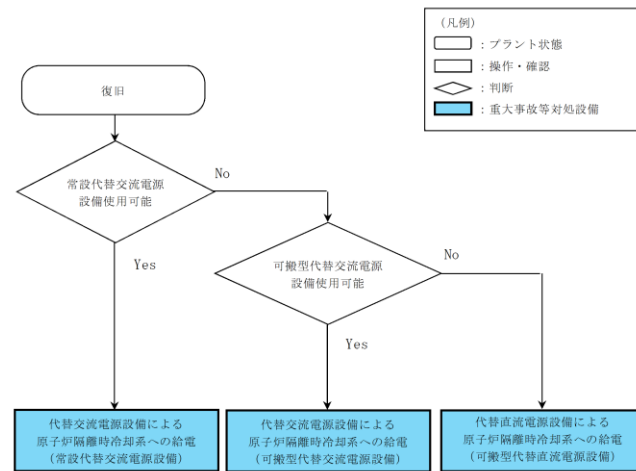 (凡例)
：プラント状態
：操作・確認
：判断
：重大事故等対処設備
復旧
常設代替交流電源
設備使用可能
No
Yes
可搬型代替交流電源
設備使用可能
No
Yes
代替交流電源設備による
原子炉隔離時冷却系への給電
(常設代替交流電源設備)
代替交流電源設備による
原子炉隔離時冷却系への給電
(可搬型代替交流電源設備)
代替直流電源設備による
原子炉隔離時冷却系への給電
(可搬型代替直流電源設備)